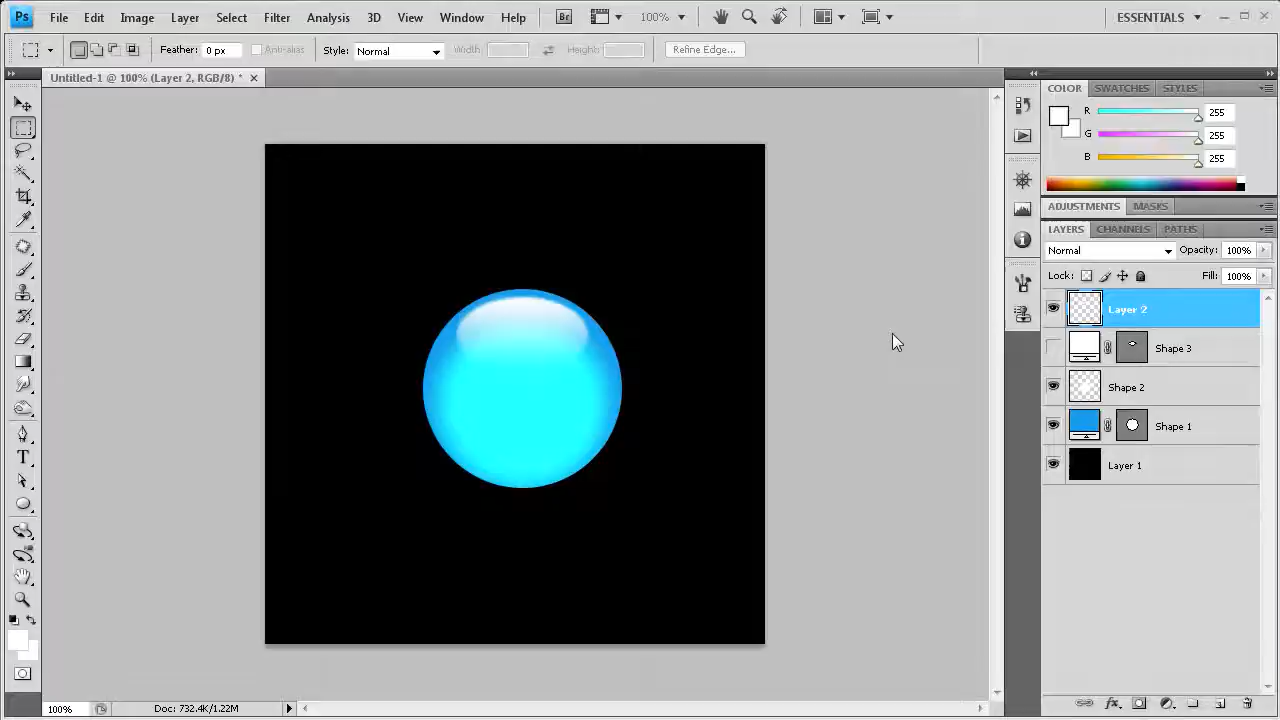 Ps File Edit Image Layer Select Filter Analysis 3D View Window Help Br 100% ESSENTIALS
Feather: 0 px Anti-alias Style: Normal Width: Height: Refine Edge...
Untitled-1 @ 100% (Layer 2, RGB/8) *
COLOR SWATCHES STYLES
R 255
G 255
B 255
ADJUSTMENTS MASKS
LAYERS CHANNELS PATHS
Normal Opacity: 100%
Lock: Fill: 100%
Layer 2
Shape 3
Shape 2
Shape 1
Layer 1
T
fx
100% Doc: 732.4K/1.22M